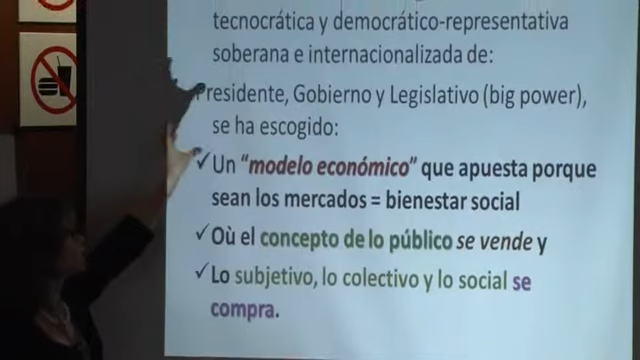 tecnocrática y democrático-representativa
soberana e internacionalizada de:
Presidente, Gobierno y Legislativo (big power),
se ha escogido:
✓ Un “modelo económico” que apuesta porque
sean los mercados = bienestar social
✓ Où el concepto de lo público se vende y
✓ Lo subjetivo, lo colectivo y lo social se
compra.